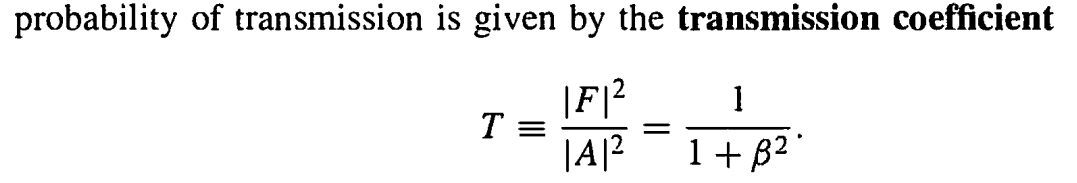 probability of transmission is given by the transmission coefficient
T ≡ |F|²/|A|² = 1/(1 + β²).